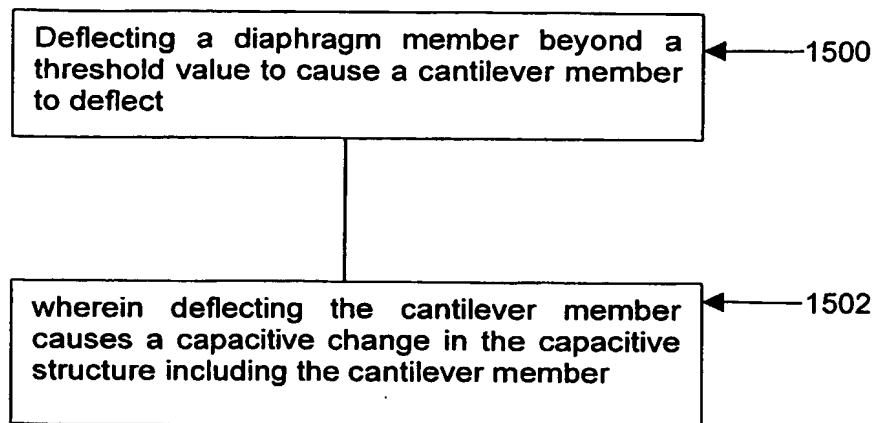 Deflecting a diaphragm member beyond a
threshold value to cause a cantilever member
to deflect
1500
wherein deflecting the cantilever member
causes a capacitive change in the capacitive
structure including the cantilever member
1502